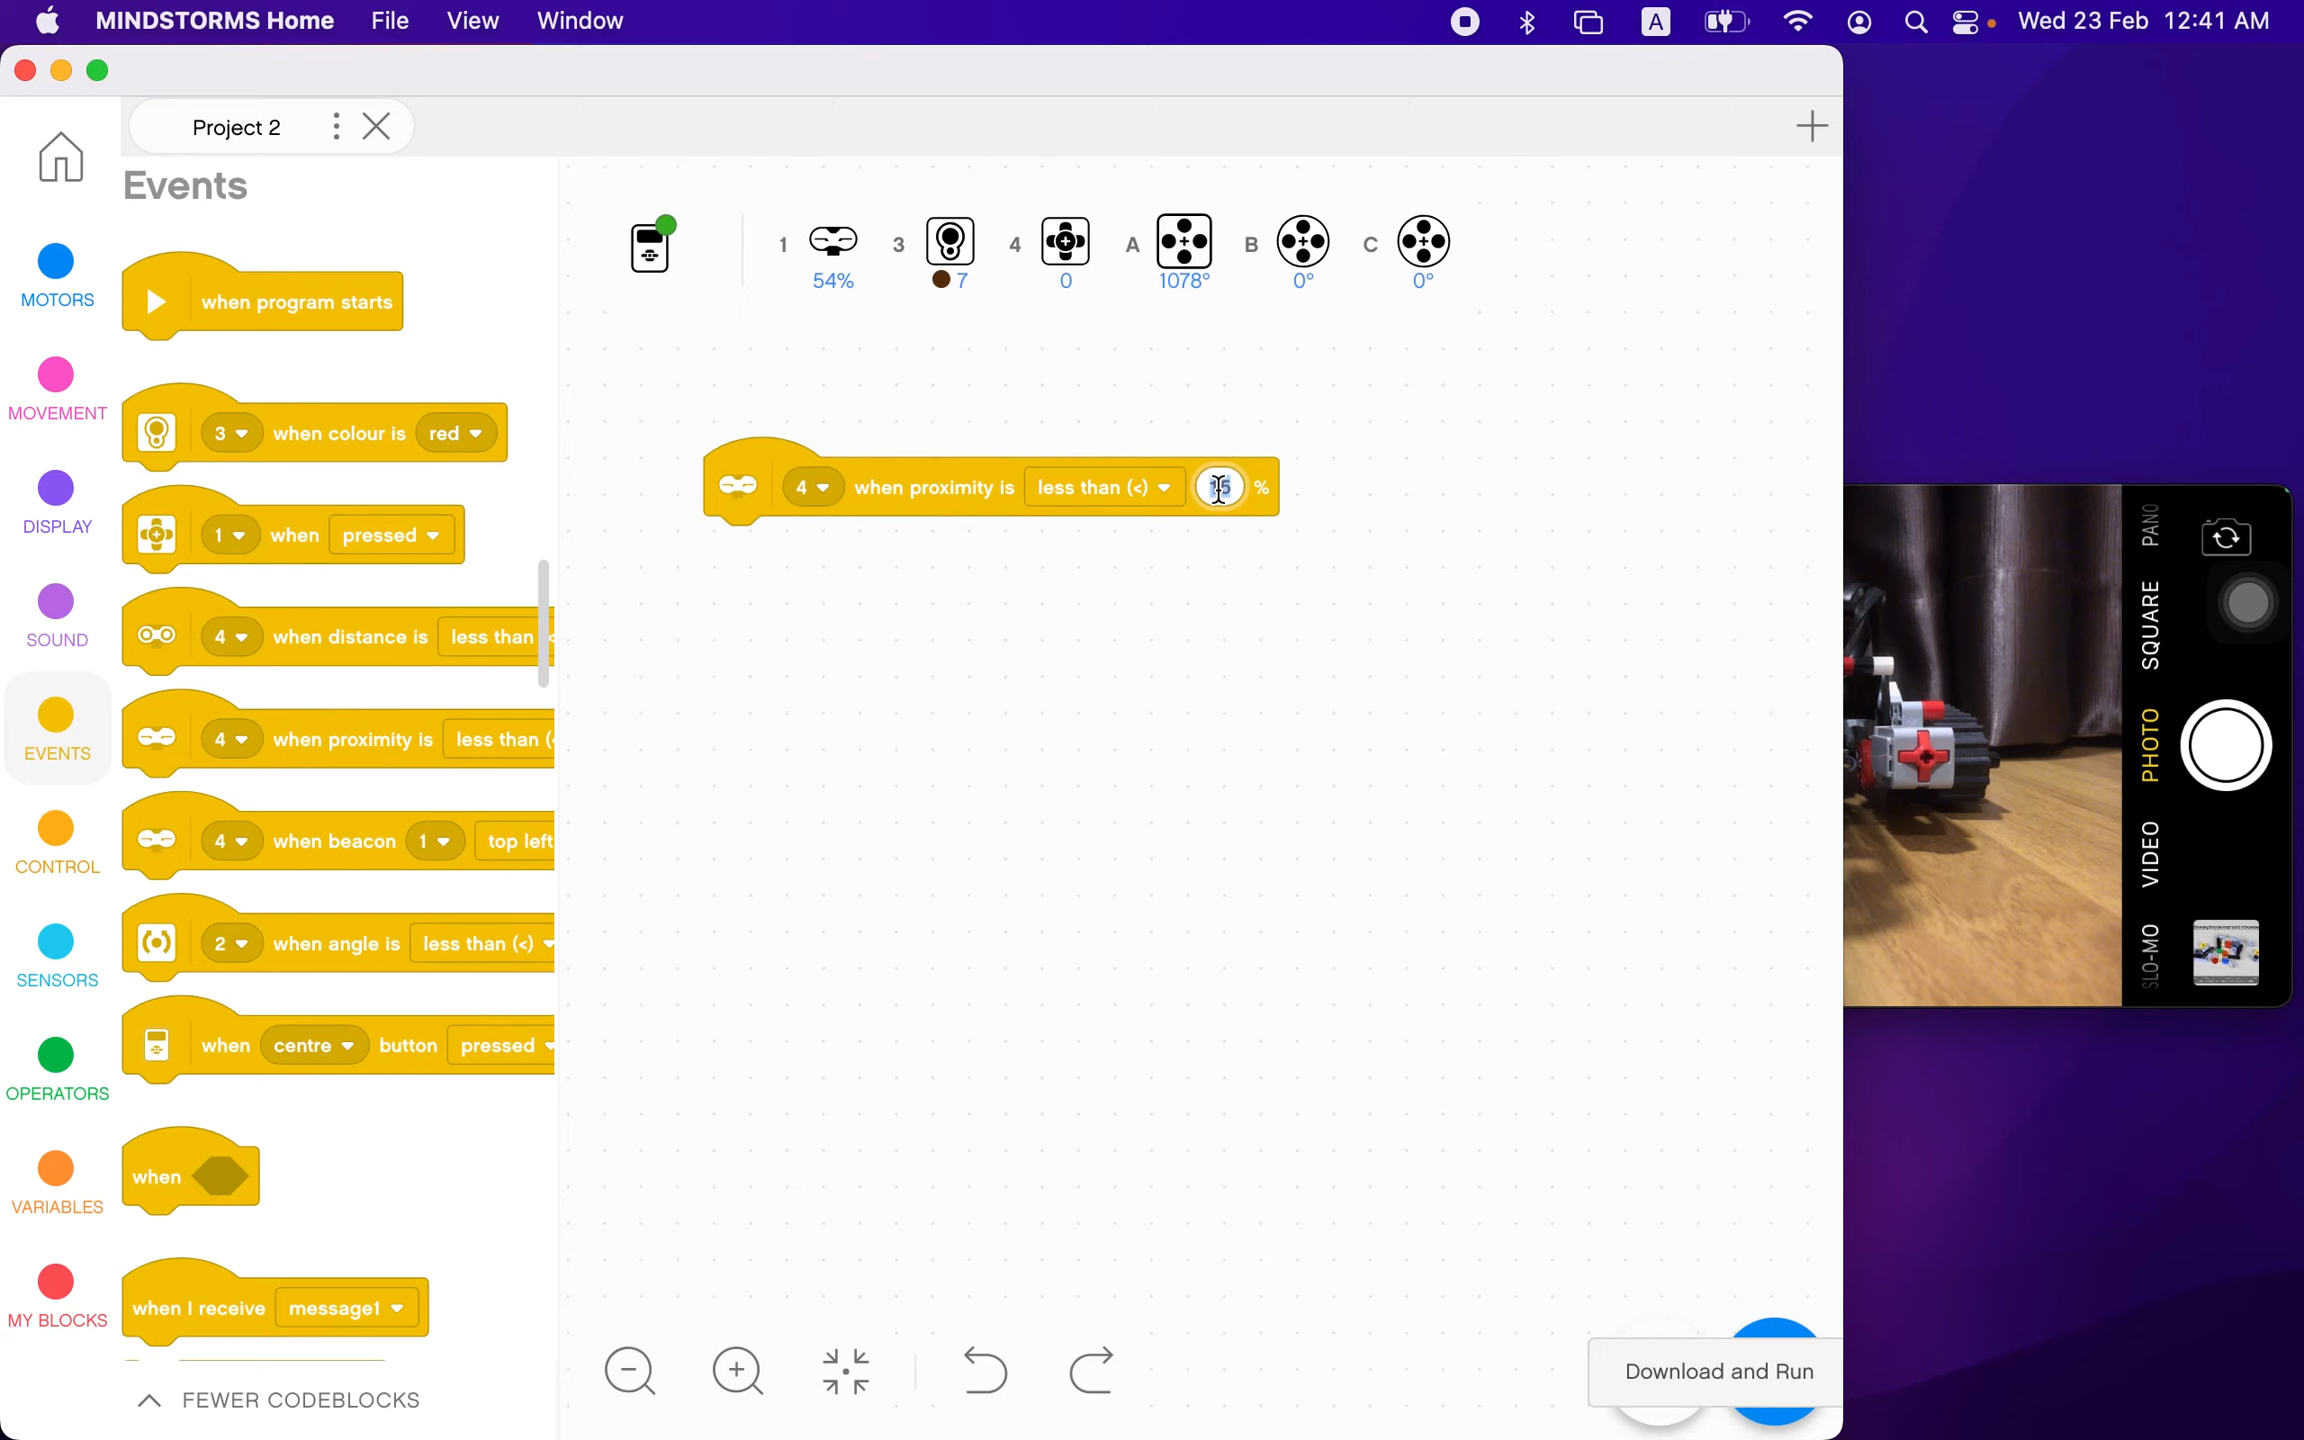 MINDSTORMS Home File View Window A Wed 23 Feb 12:41 AM
Project 2
Events
MOTORS
MOVEMENT
DISPLAY
SOUND
EVENTS
CONTROL
SENSORS
OPERATORS
VARIABLES
MY BLOCKS
when program starts
3 when colour is red
1 when pressed
4 when distance is less than
4 when proximity is less than (
4 when beacon 1 top left
2 when angle is less than (<)
when centre button pressed
when
when I receive message1
FEWER CODEBLOCKS
1 3 4 A B C
54% 7 0 1078° 0° 0°
4 when proximity is less than (<) 15 %
Download and Run
PANO
SQUARE
PHOTO
VIDEO
SLO-MO